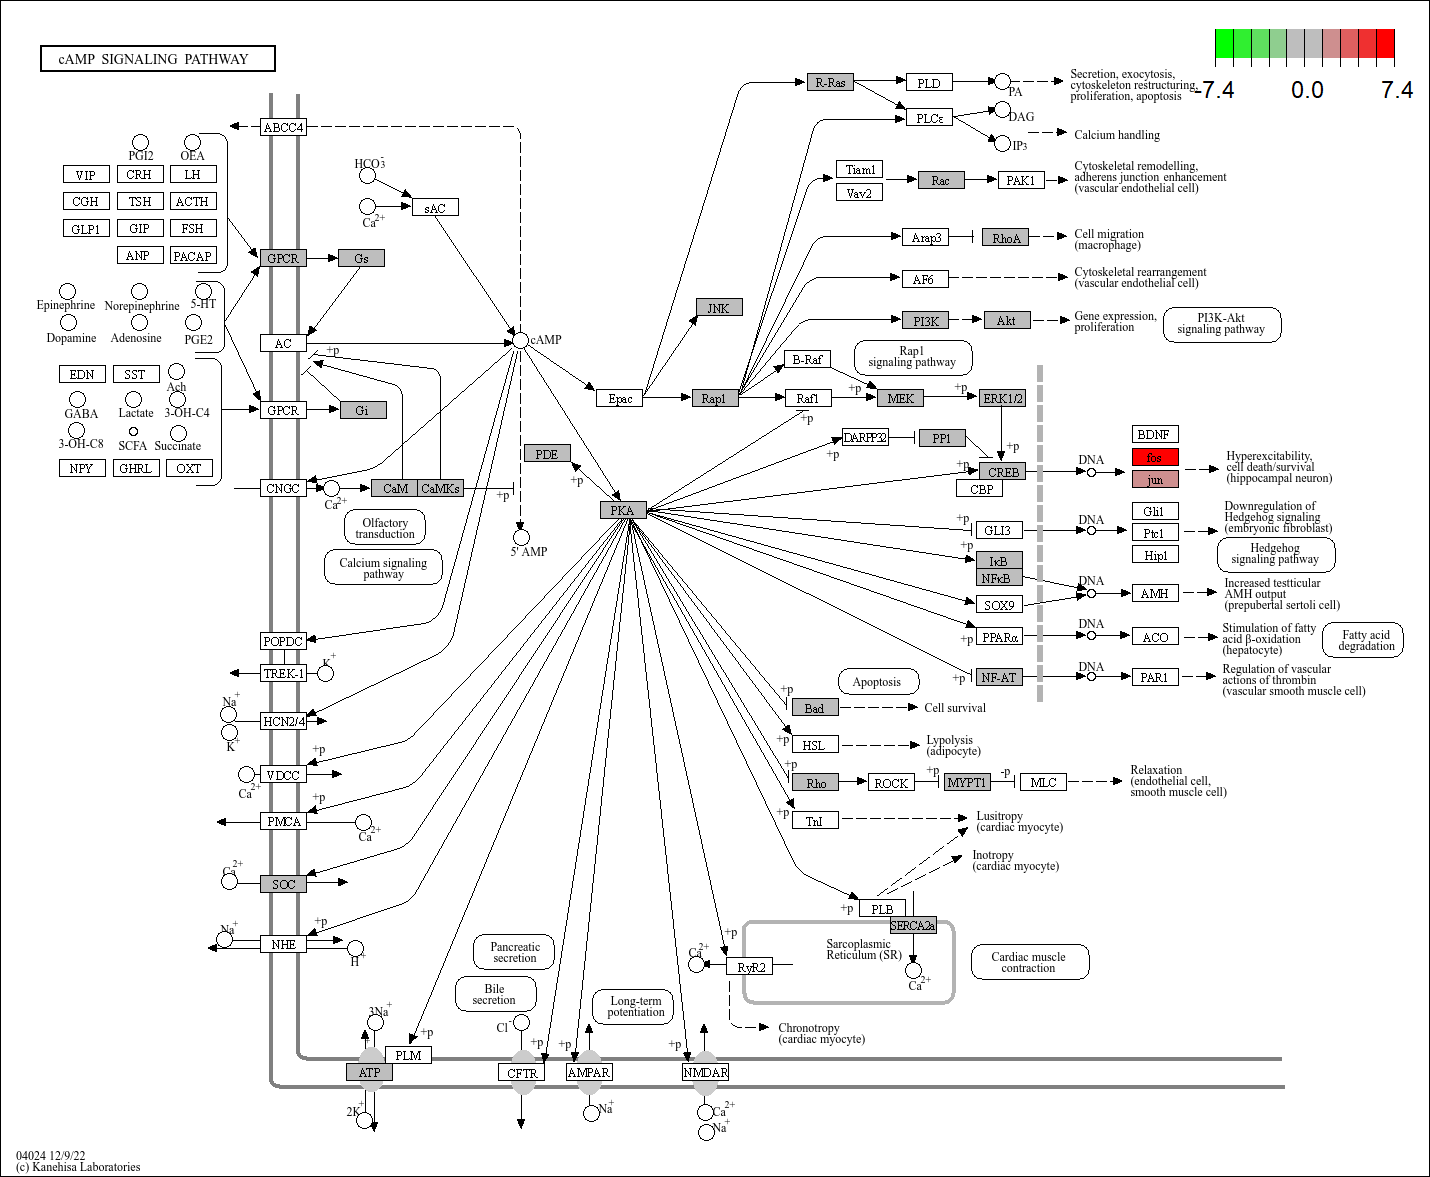 cAMP SIGNALING PATHWAY
-7.4 0.0 7.4
ABCC4
PGI2 OEA
VIP CRH LH
CGH TSH ACTH
GLP1 GIP FSH
ANP PACAP
HCO3-
Ca2+
sAC
GPCR Gs
Epinephrine Norepinephrine 5-HT
Dopamine Adenosine PGE2
AC
+p
cAMP
EDN SST Ach
GABA Lactate 3-OH-C4
3-OH-C8 SCFA Succinate
NPY GHRL OXT
GPCR Gi
CNGC
Ca2+
CaM CaMKs
+p
Olfactory
transduction
Calcium signaling
pathway
5' AMP
PDE
+p
PKA
Epac
JNK
Rap1
R-Ras PLD PA
Secretion, exocytosis,
cytoskeleton restructuring,
proliferation, apoptosis
PLCε DAG
IP3
Calcium handling
Tiam1
Vav2
Rac PAK1
Cytoskeletal remodelling,
adherens junction enhancement
(vascular endothelial cell)
Arap3 RhoA
Cell migration
(macrophage)
AF6
Cytoskeletal rearrangement
(vascular endothelial cell)
PI3K Akt
Gene expression,
proliferation
PI3K-Akt
signaling pathway
B-Raf
Rap1
signaling pathway
Raf1 +p MEK +p ERK1/2
+p
DARPP32 PP1 +p
+p
+p CREB
CBP
DNA
BDNF
fos
jun
Hyperexcitability,
cell death/survival
(hippocampal neuron)
+p
GLI3
DNA
Gli1
Ptc1
Hip1
Downregulation of
Hedgehog signaling
(embryonic fibroblast)
Hedgehog
signaling pathway
+p
IκB
NFκB
SOX9
DNA
AMH
Increased testticular
AMH output
(prepubertal sertoli cell)
+p PPARα
DNA
ACO
Stimulation of fatty
acid β-oxidation
(hepatocyte)
Fatty acid
degradation
+p NF-AT
DNA
PAR1
Regulation of vascular
actions of thrombin
(vascular smooth muscle cell)
POPDC
TREK-1 K+
Na+
HCN2/4
K+
+p
VDCC
Ca2+
+p
PMCA
Ca2+
Ca2+
SOC
+p
Na+
NHE
H+
Apoptosis
+p
Bad
Cell survival
+p HSL
Lypolysis
(adipocyte)
+p
Rho ROCK +p MYPT1 -p MLC
Relaxation
(endothelial cell,
smooth muscle cell)
+p TnI
Lusitropy
(cardiac myocyte)
Inotropy
(cardiac myocyte)
+p PLB
SERCA2a
Sarcoplasmic
Reticulum (SR)
Ca2+
Cardiac muscle
contraction
+p
Ca2+
RyR2
Chronotropy
(cardiac myocyte)
Pancreatic
secretion
Bile
secretion
Long-term
potentiation
3Na+
+p
PLM
ATP
2K+
Cl-
+p
CFTR
+p
AMPAR
Na+
+p
NMDAR
Ca2+
Na+
04024 12/9/22
(c) Kanehisa Laboratories